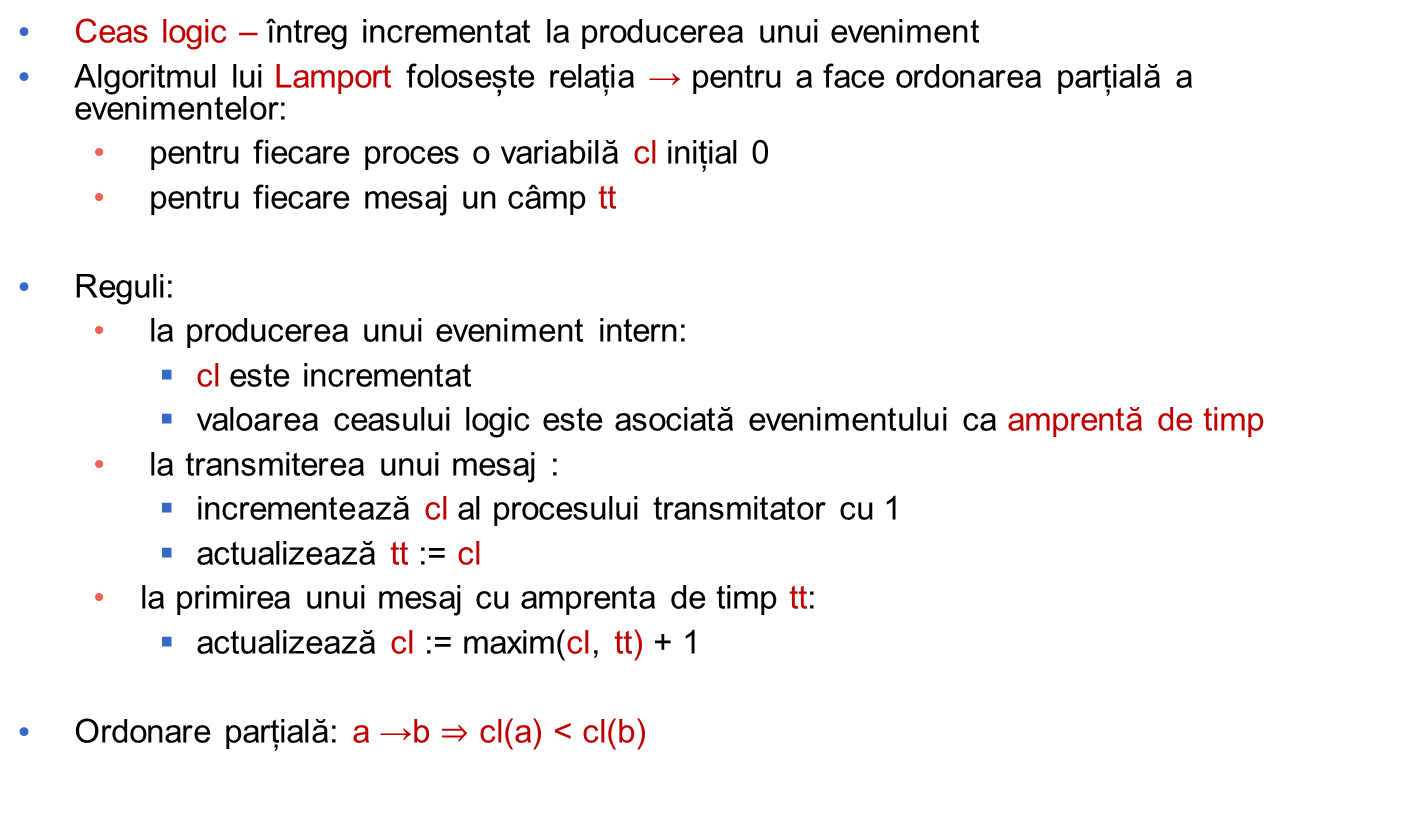 • Ceas logic – întreg incrementat la producerea unui eveniment
• Algoritmul lui Lamport folosește relația → pentru a face ordonarea parțială a
evenimentelor:
• pentru fiecare proces o variabilă cl inițial 0
• pentru fiecare mesaj un câmp tt
• Reguli:
• la producerea unui eveniment intern:
▪ cl este incrementat
▪ valoarea ceasului logic este asociată evenimentului ca amprentă de timp
• la transmiterea unui mesaj :
▪ incrementează cl al procesului transmitator cu 1
▪ actualizează tt := cl
• la primirea unui mesaj cu amprenta de timp tt:
▪ actualizează cl := maxim(cl, tt) + 1
• Ordonare parțială: a →b ⇒ cl(a) < cl(b)